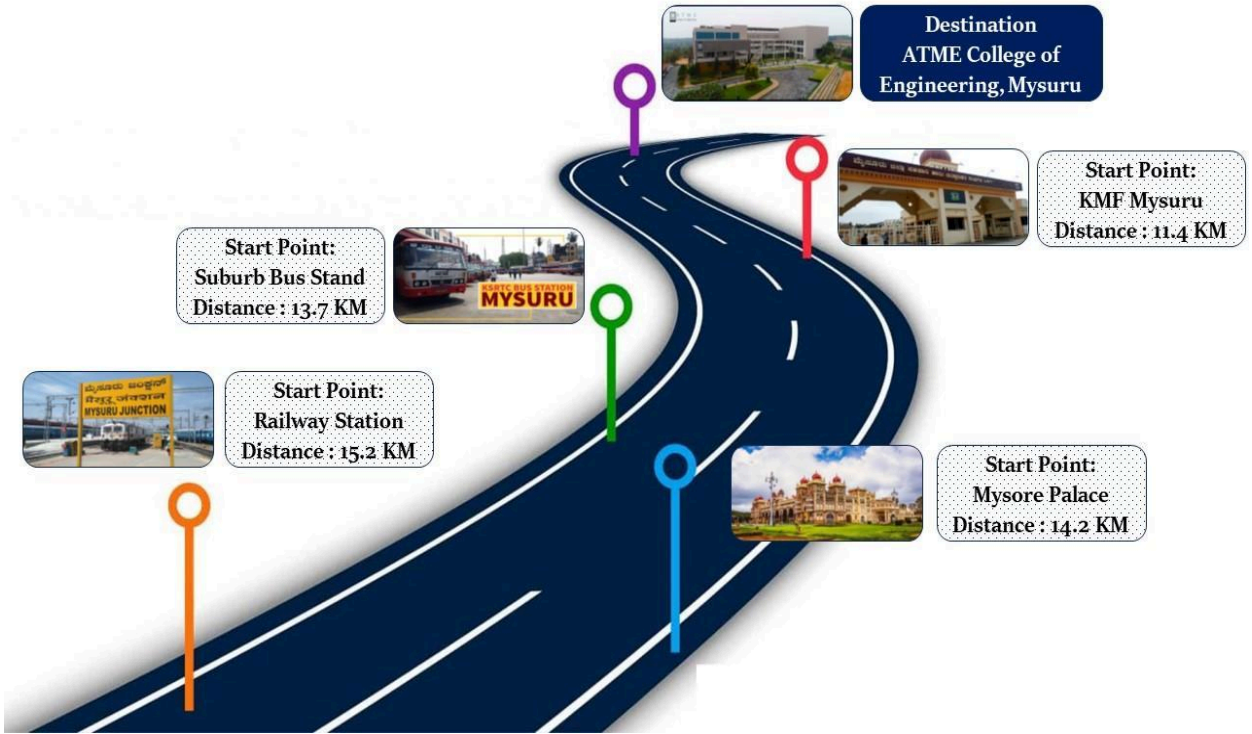 Destination
ATME College of
Engineering, Mysuru
Start Point:
KMF Mysuru
Distance : 11.4 KM
Start Point:
Suburb Bus Stand
Distance : 13.7 KM
KSRTC BUS STATION
MYSURU
ಮೈಸೂರು ಜಂಕ್ಷನ್
मैसूरु जंक्शन
MYSURU JUNCTION
Start Point:
Railway Station
Distance : 15.2 KM
Start Point:
Mysore Palace
Distance : 14.2 KM